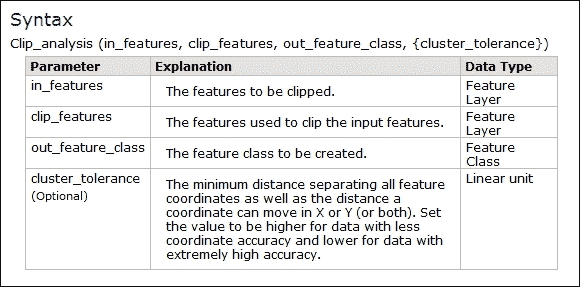 Syntax
Clip_analysis (in_features, clip_features, out_feature_class, {cluster_tolerance})
Parameter Explanation Data Type
in_features The features to be clipped. Feature
Layer
clip_features The features used to clip the input features. Feature
Layer
out_feature_class The feature class to be created. Feature
Class
cluster_tolerance
(Optional)
The minimum distance separating all feature
coordinates as well as the distance a
coordinate can move in X or Y (or both). Set
the value to be higher for data with less
coordinate accuracy and lower for data with
extremely high accuracy.
Linear unit